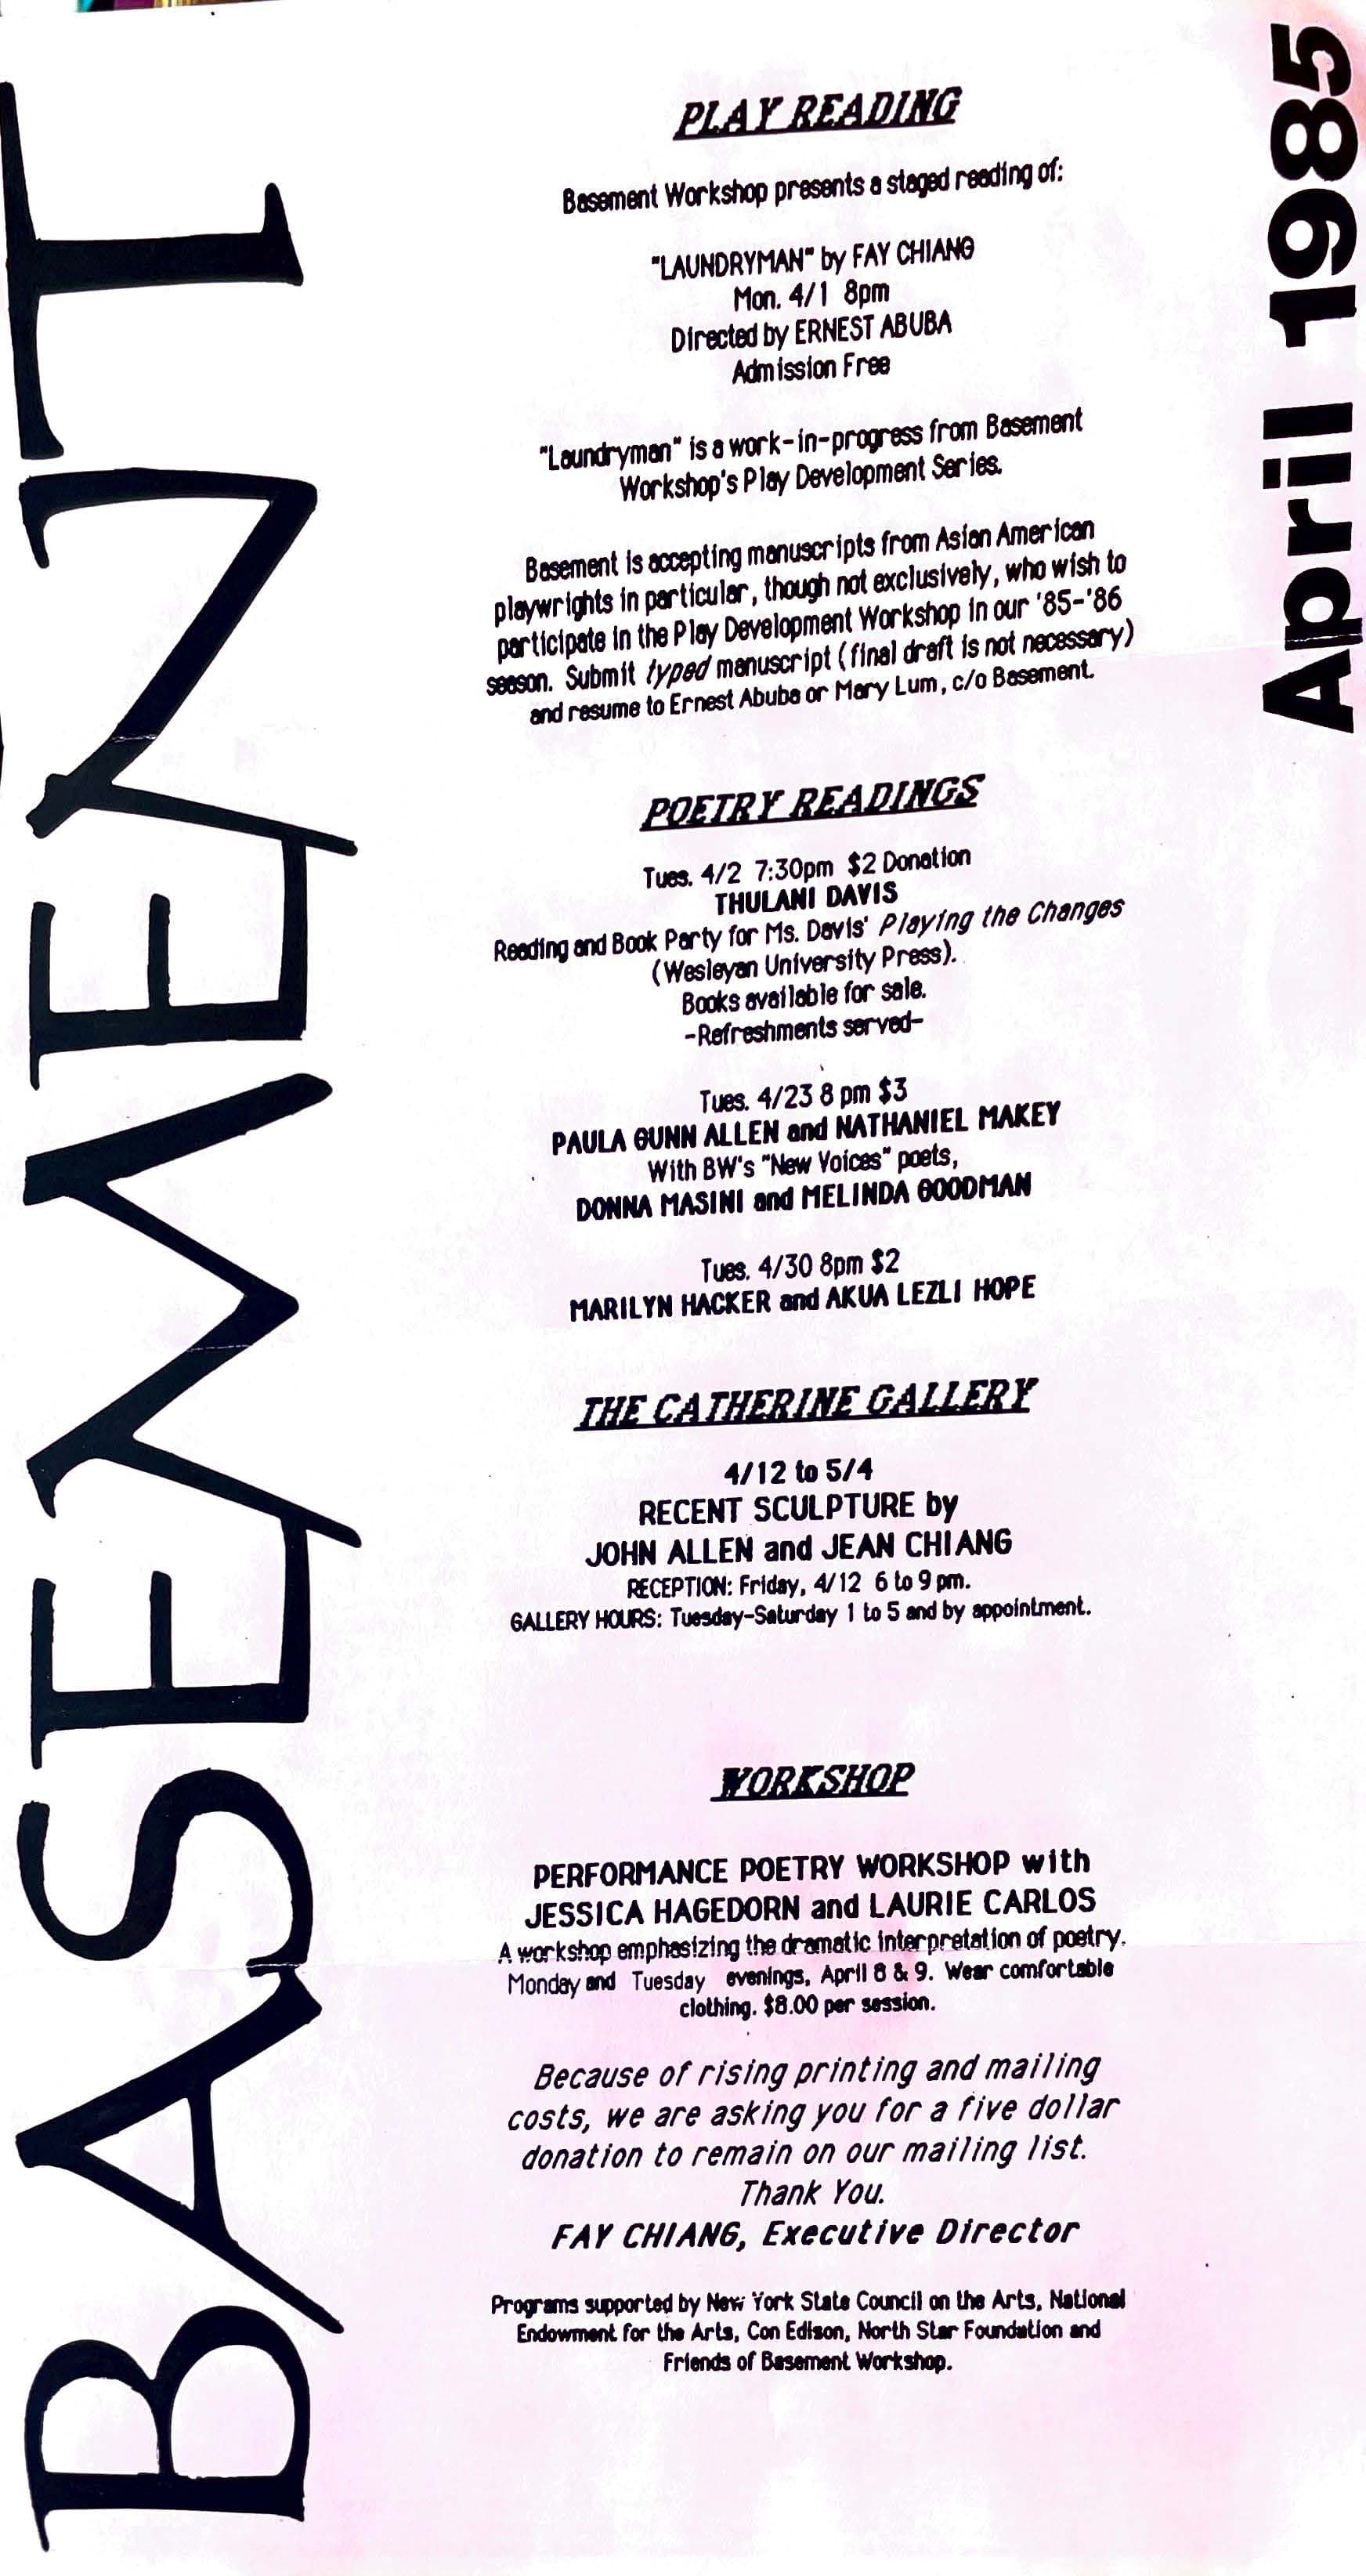 BASEMENT
April 1985
PLAY READING
Basement Workshop presents a staged reading of:
"LAUNDRYMAN" by FAY CHIANG
Mon. 4/1 8pm
Directed by ERNEST ABUBA
Admission Free
"Laundryman" is a work-in-progress from Basement
Workshop's Play Development Series.
Basement is accepting manuscripts from Asian American
playwrights in particular, though not exclusively, who wish to
participate in the Play Development Workshop in our '85-'86
season. Submit typed manuscript (final draft is not necessary)
and resume to Ernest Abuba or Mary Lum, c/o Basement.
POETRY READINGS
Tues. 4/2 7:30pm $2 Donation
THULANI DAVIS
Reading and Book Party for Ms. Davis' Playing the Changes
(Wesleyan University Press).
Books available for sale.
-Refreshments served-
Tues. 4/23 8 pm $3
PAULA GUNN ALLEN and NATHANIEL MAKEY
With BW's "New Voices" poets,
DONNA MASINI and MELINDA GOODMAN
Tues. 4/30 8pm $2
MARILYN HACKER and AKUA LEZLI HOPE
THE CATHERINE GALLERY
4/12 to 5/4
RECENT SCULPTURE by
JOHN ALLEN and JEAN CHIANG
RECEPTION: Friday, 4/12 6 to 9 pm.
GALLERY HOURS: Tuesday-Saturday 1 to 5 and by appointment.
WORKSHOP
PERFORMANCE POETRY WORKSHOP with
JESSICA HAGEDORN and LAURIE CARLOS
A workshop emphasizing the dramatic interpretation of poetry.
Monday and Tuesday evenings, April 8 & 9. Wear comfortable
clothing. $8.00 per session.
Because of rising printing and mailing
costs, we are asking you for a five dollar
donation to remain on our mailing list.
Thank You.
FAY CHIANG, Executive Director
Programs supported by New York State Council on the Arts, National
Endowment for the Arts, Con Edison, North Star Foundation and
Friends of Basement Workshop.